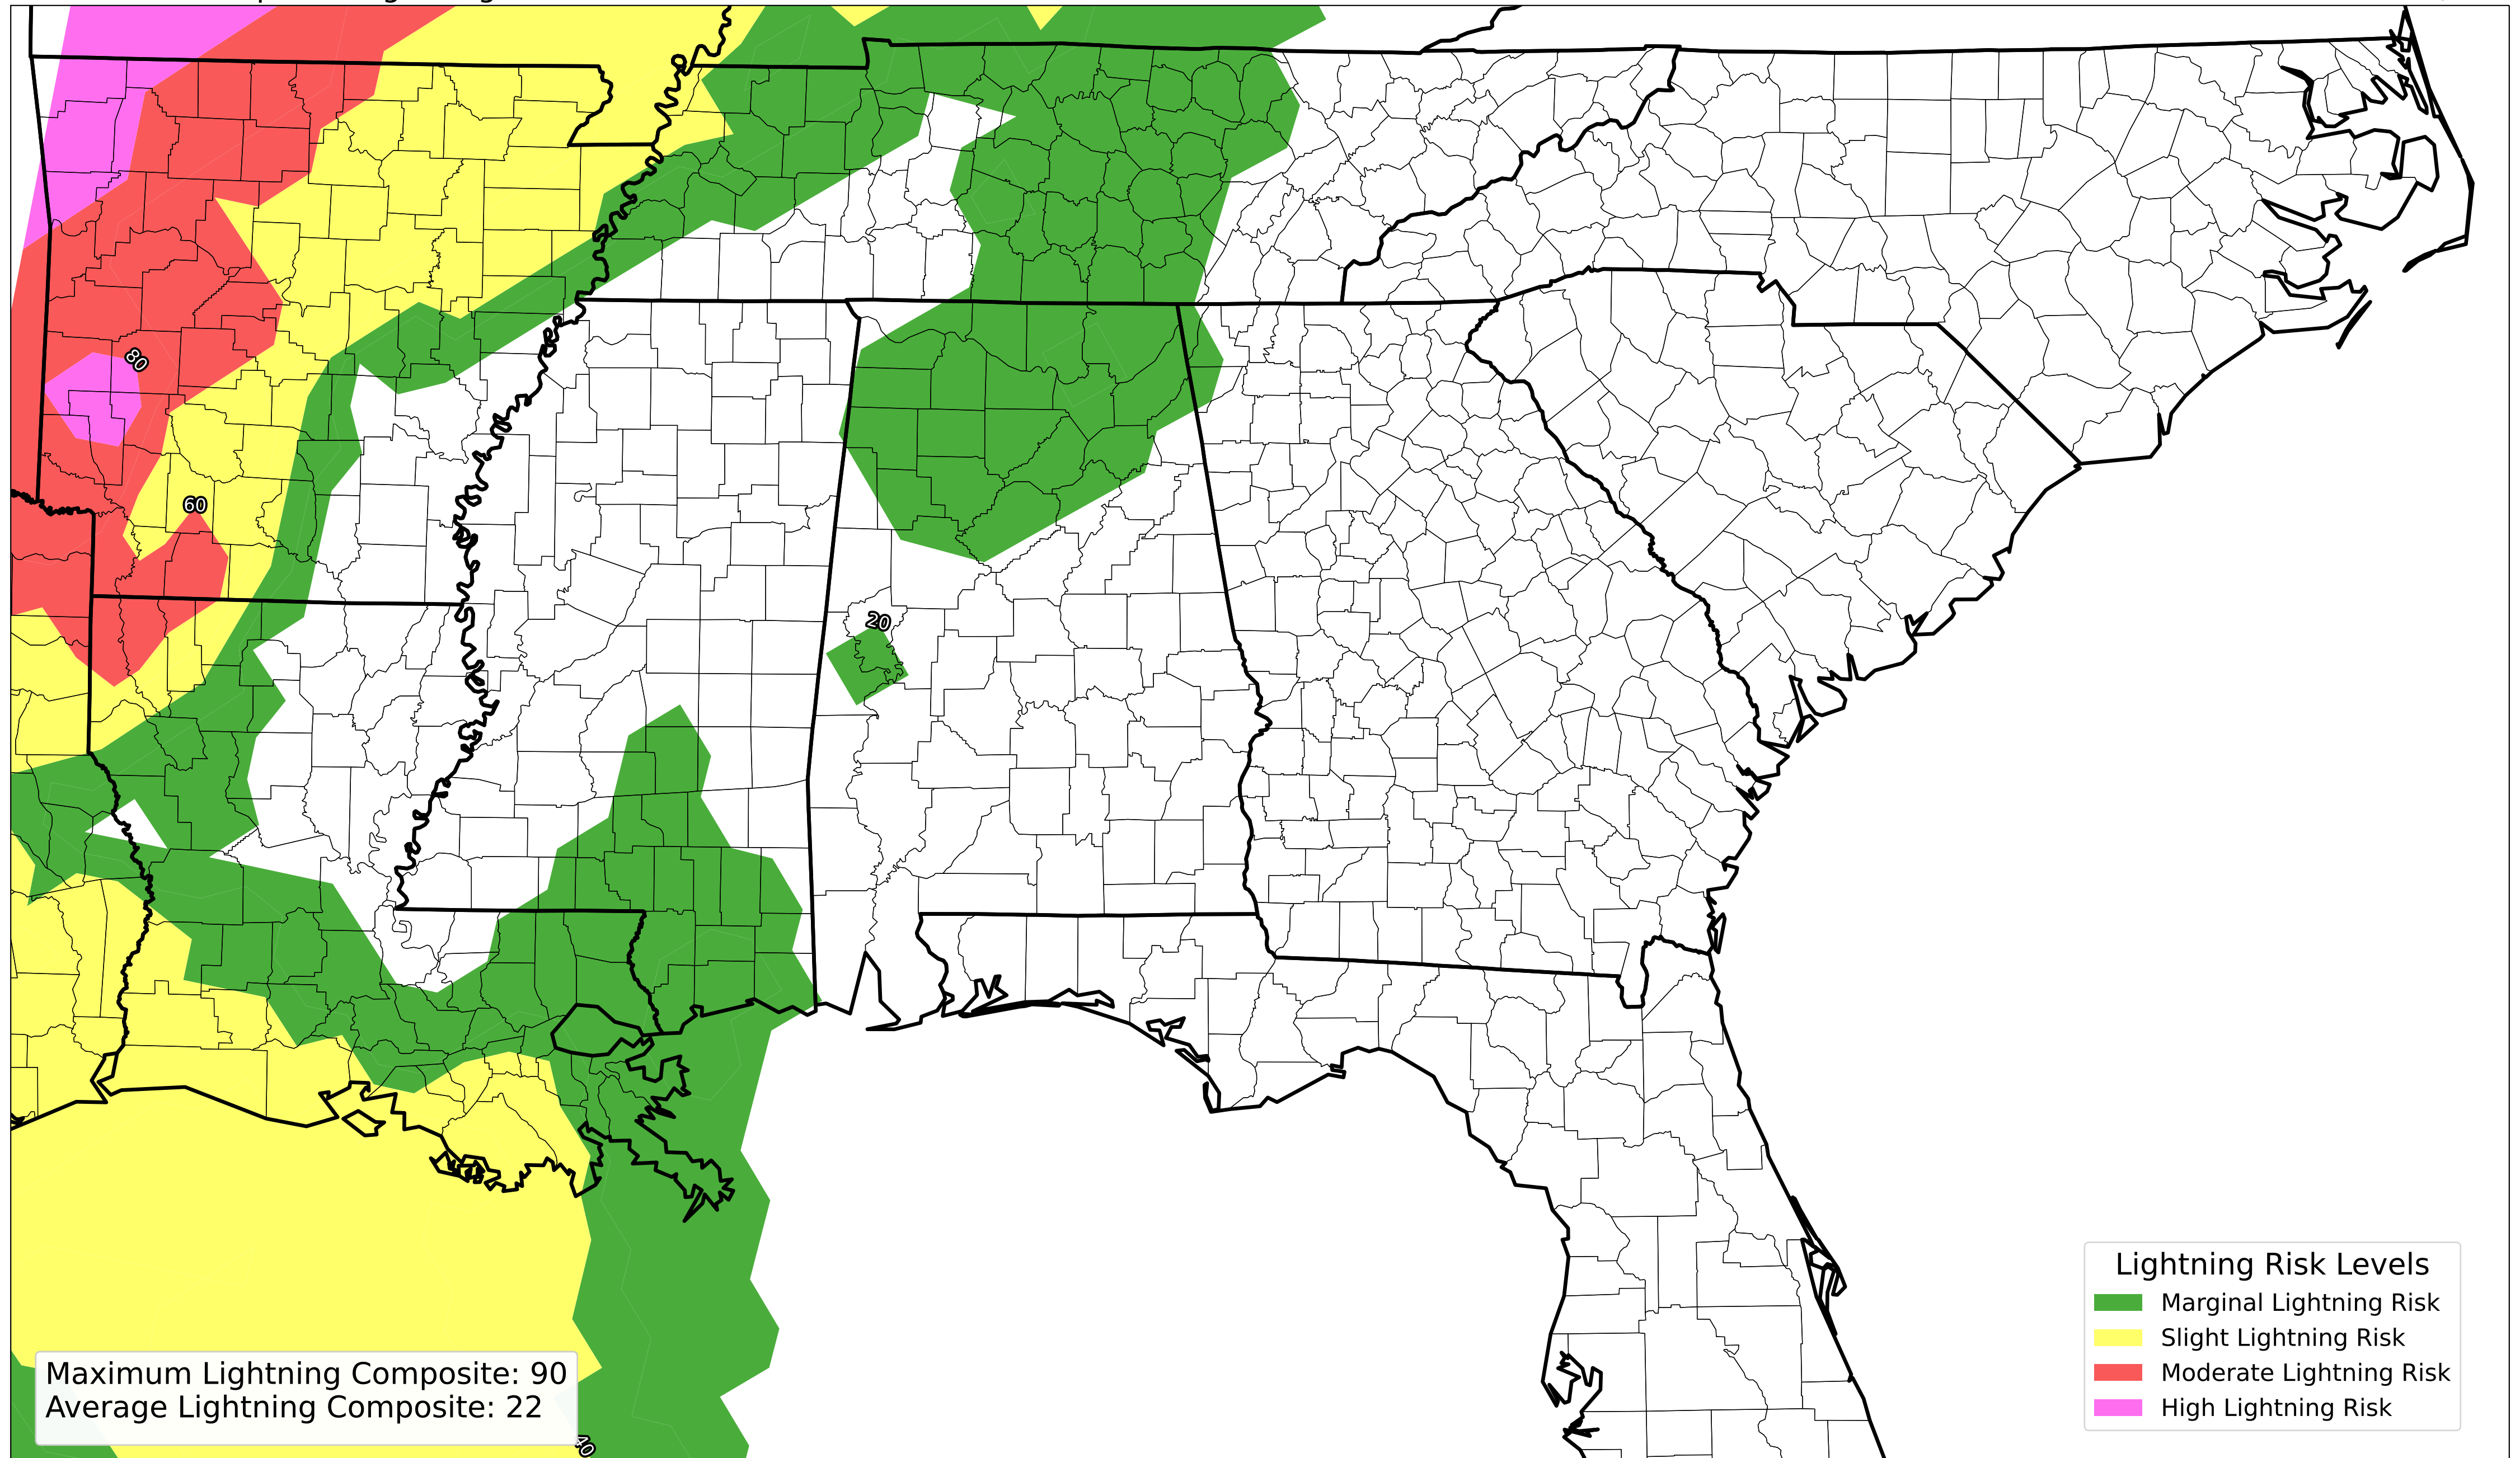 80
60
20
Maximum Lightning Composite: 90
Average Lightning Composite: 22
40
Lightning Risk Levels
Marginal Lightning Risk
Slight Lightning Risk
Moderate Lightning Risk
High Lightning Risk